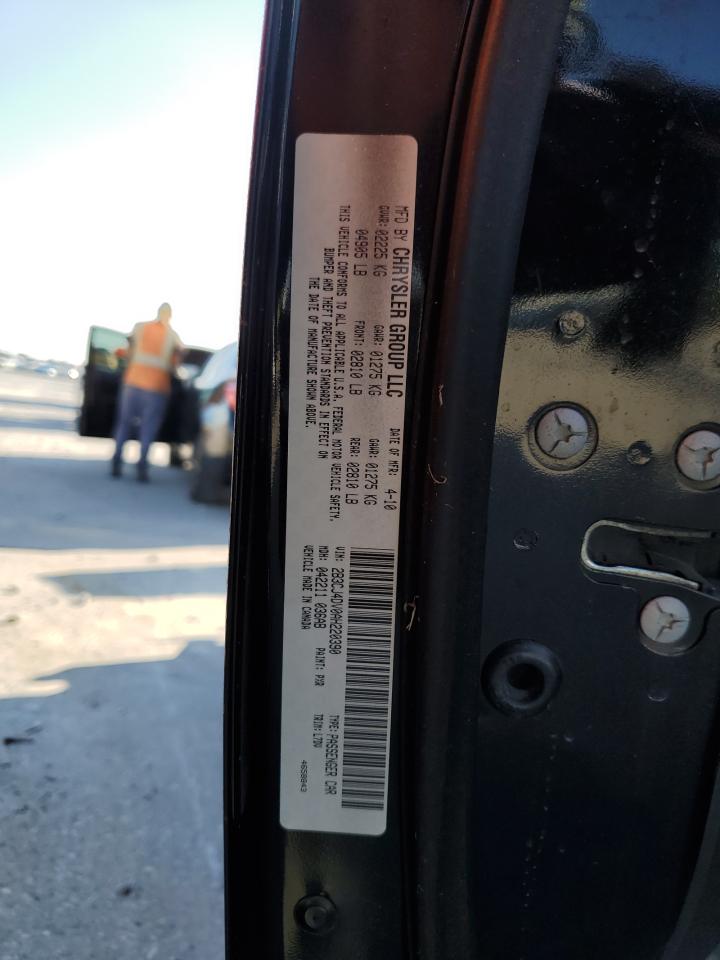 MFD BY CHRYSLER GROUP LLC DATE OF MFR: 4-10
GVWR: 02225 KG GAWR: 01275 KG GAWR: 01275 KG
04905 LB FRONT: 02810 LB REAR: 02810 LB
THIS VEHICLE CONFORMS TO ALL APPLICABLE U.S.A. FEDERAL MOTOR VEHICLE SAFETY,
BUMPER AND THEFT PREVENTION STANDARDS IN EFFECT ON
THE DATE OF MANUFACTURE SHOWN ABOVE.
VIN: 2B3CJ4DV0AH220390 TYPE: PASSENGER CAR
MDH: 042211 036AB PAINT: PXR TRIM: L7DV
VEHICLE MADE IN CANADA